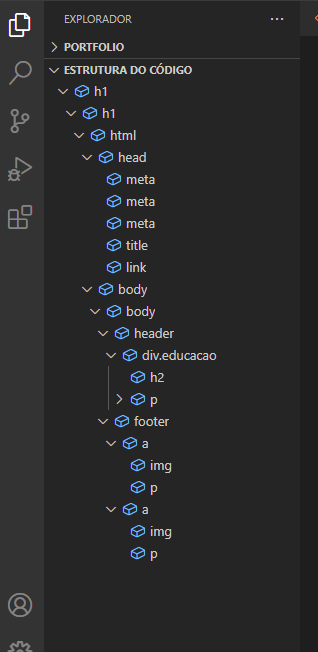 EXPLORADOR
PORTFOLIO
ESTRUTURA DO CÓDIGO
h1
h1
html
head
meta
meta
meta
title
link
body
body
header
div.educacao
h2
p
footer
a
img
p
a
img
p